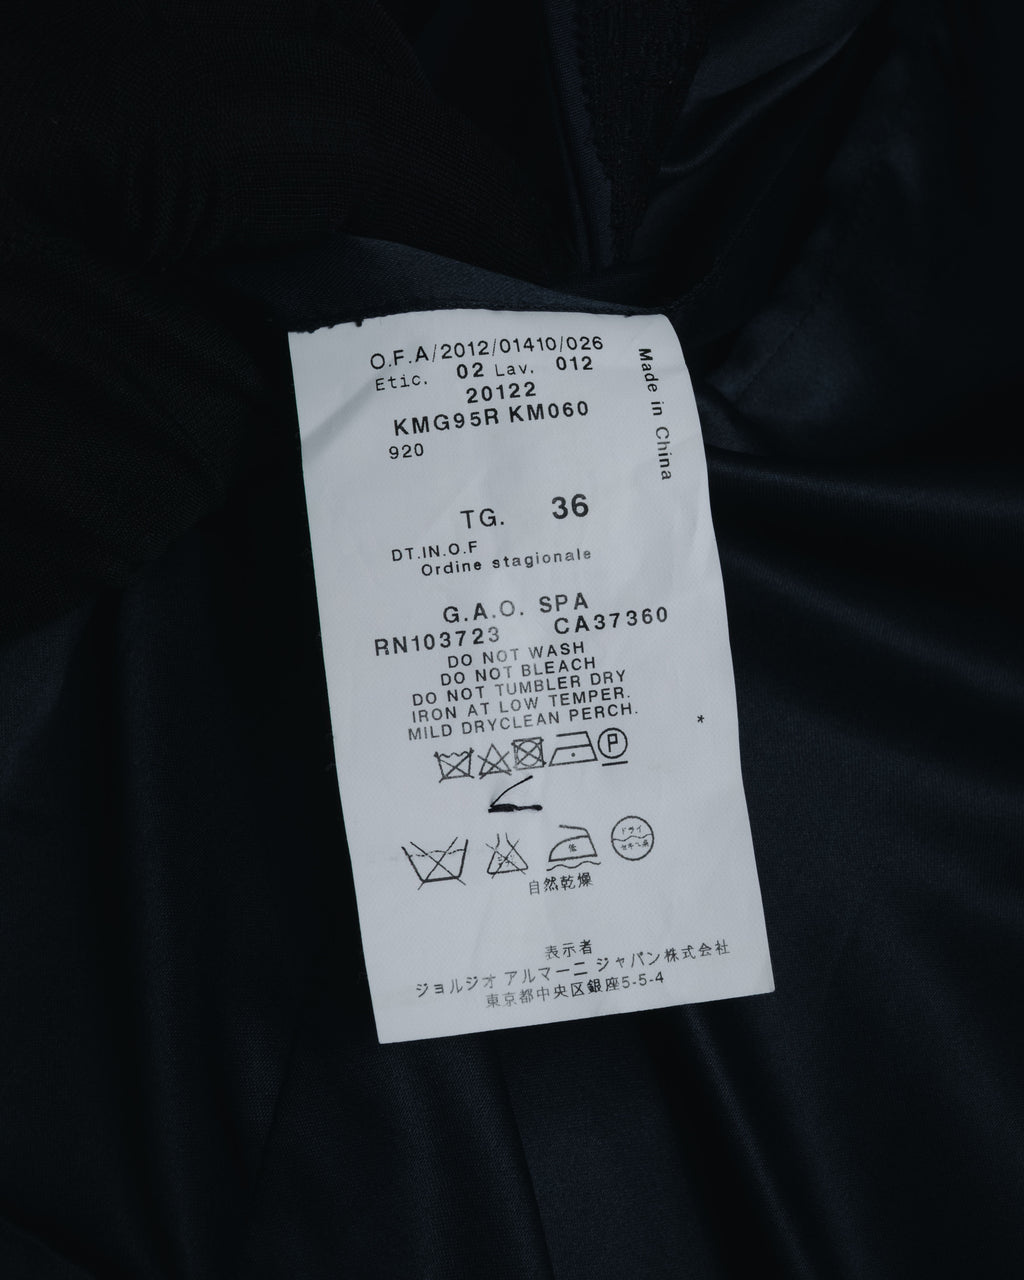 O.F.A/2012/01410/026
Etic. 02 Lav. 012
20122
KMG95R KM060
920
Made in China
TG. 36
DT.IN.O.F
Ordine stagionale
G.A.O. SPA
RN103723 CA37360
DO NOT WASH
DO NOT BLEACH
DO NOT TUMBLER DRY
IRON AT LOW TEMPER.
MILD DRYCLEAN PERCH.
*
P
低
ドライ
セキユ系
自然乾燥
表示者
ジョルジオ アルマーニ ジャパン株式会社
東京都中央区銀座5-5-4